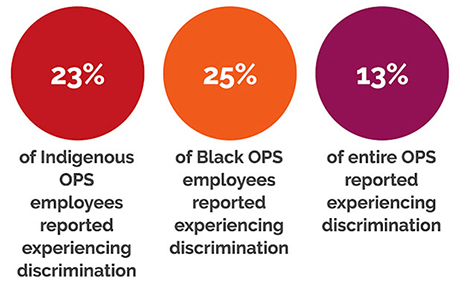 23%
of Indigenous
OPS
employees
reported
experiencing
discrimination
25%
of Black OPS
employees
reported
experiencing
discrimination
13%
of entire OPS
reported
experiencing
discrimination